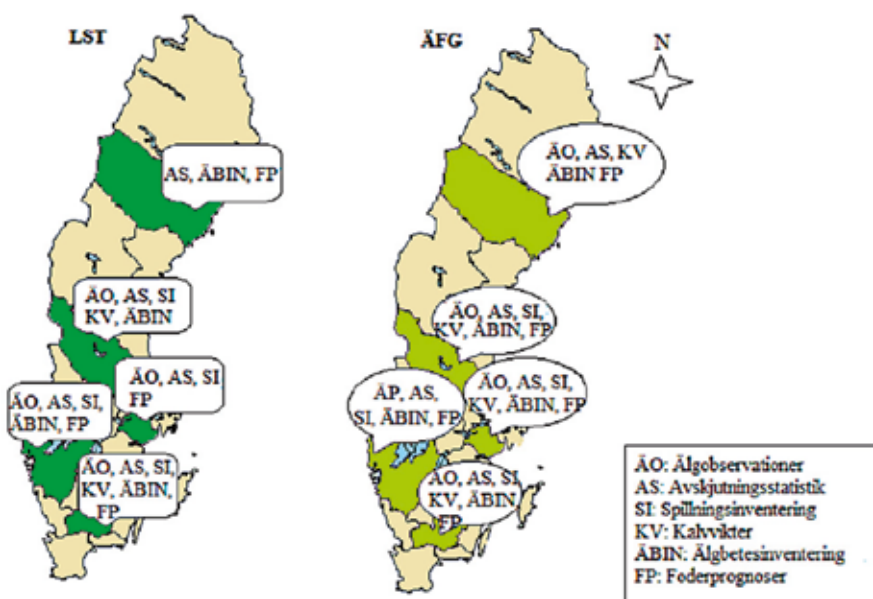 LST
AS, ÄBIN, FP
ÄO, AS, SI
KV, ÄBIN
ÄO, AS, SI
FP
ÄO, AS, SI,
ÄBIN, FP
ÄO, AS, SI,
KV, ÄBIN,
FP
ÄFG
N
ÄO, AS, KV
ÄBIN FP
ÄO, AS, SI,
KV, ÄBIN, FP
ÄO, AS, SI,
KV, ÄBIN, FP
ÄP, AS,
SI, ÄBIN, FP
ÄO, AS, SI,
KV, ÄBIN
FP
ÄO: Älgobservationer
AS: Avskjutningsstatistik
SI: Spillningsinventering
KV: Kalvvikter
ÄBIN: Älgbetesinventering
FP: Foderprognoser